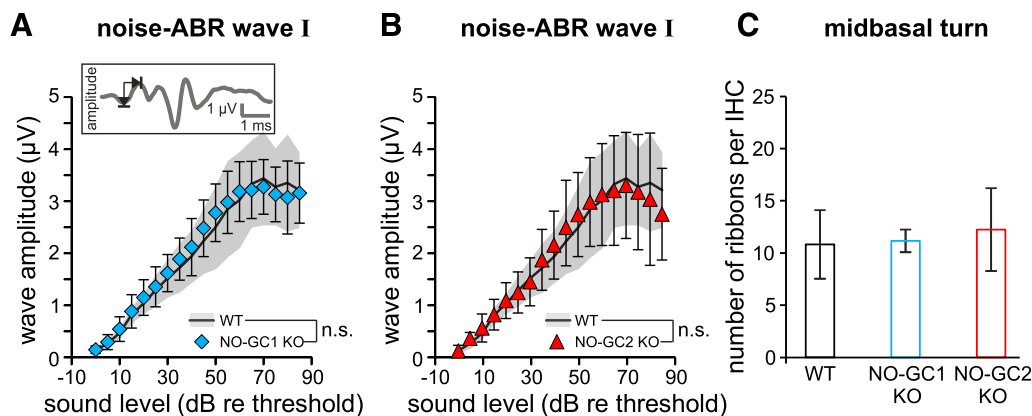 A noise-ABR wave I
amplitude
1 µV
1 ms
wave amplitude (µV)
5
4
3
2
1
0
WT
NO-GC1 KO
n.s.
-10 10 30 50 70 90
sound level (dB re threshold)
B noise-ABR wave I
wave amplitude (µV)
5
4
3
2
1
0
WT
NO-GC2 KO
n.s.
-10 10 30 50 70 90
sound level (dB re threshold)
C midbasal turn
number of ribbons per IHC
25
20
15
10
5
0
WT NO-GC1 NO-GC2
KO KO